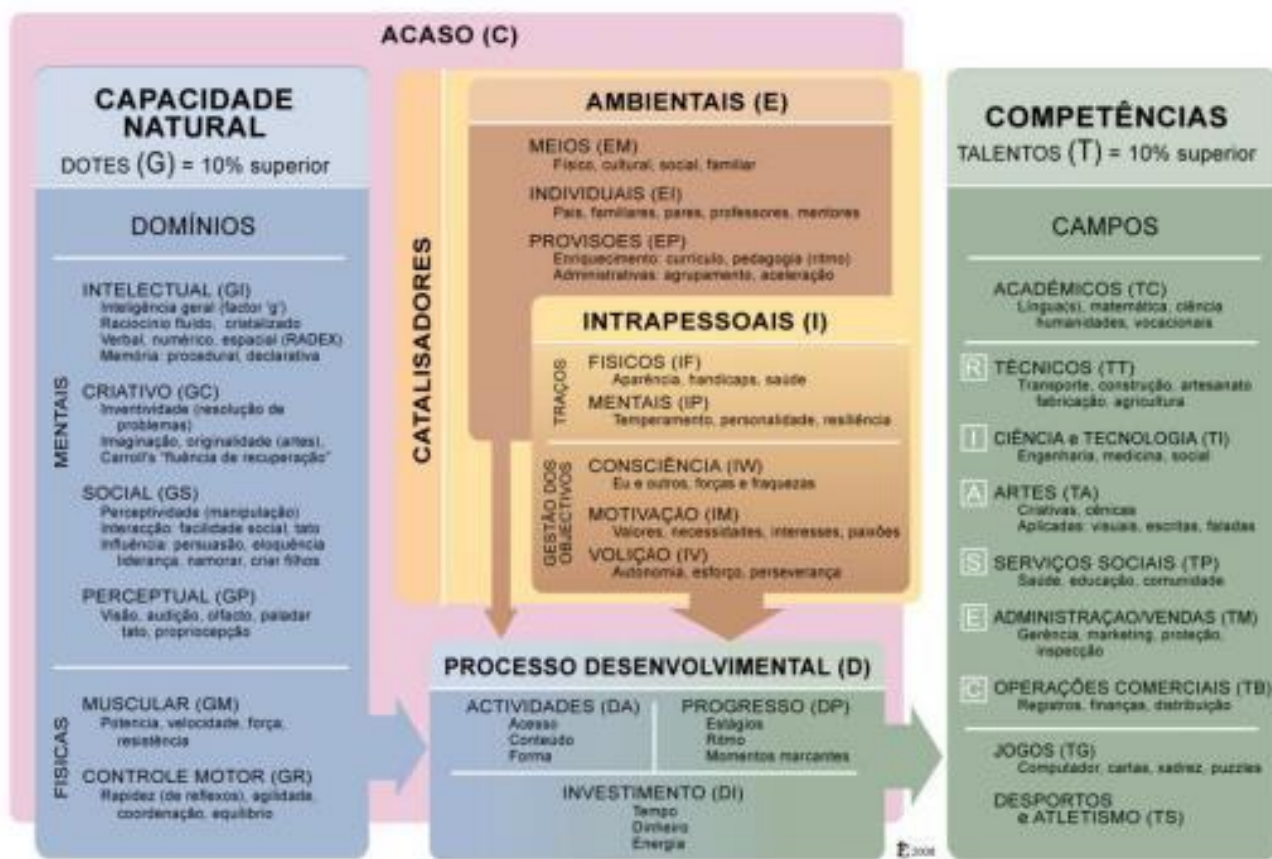 ACASO (C)
CAPACIDADE
NATURAL
DOTES (G) = 10% superior
DOMÍNIOS
MENTAIS
INTELECTUAL (GI)
Inteligência geral (factor 'g')
Raciocínio fluído, cristalizado
Verbal, numérico, espacial (RADEX)
Memória: procedural, declarativa
CRIATIVO (GC)
Inventividade (resolução de
problemas)
Imaginação, originalidade (artes),
Carroll's "fluência de recuperação"
SOCIAL (GS)
Perceptividade (manipulação)
Interacção: facilidade social, tato
Influência: persuasão, eloquência
liderança, namorar, criar filhos
PERCEPTUAL (GP)
Visão, audição, olfacto, paladar
tato, propriocepção
FISICAS
MUSCULAR (GM)
Potencia, velocidade, força,
resistência
CONTROLE MOTOR (GR)
Rapidez (de reflexos), agilidade,
coordenação, equilíbrio
CATALISADORES
AMBIENTAIS (E)
MEIOS (EM)
Físico, cultural, social, familiar
INDIVIDUAIS (EI)
Pais, familiares, pares, professores, mentores
PROVISOES (EP)
Enriquecimento: currículo, pedagogia (ritmo)
Administrativas: agrupamento, aceleração
INTRAPESSOAIS (I)
TRAÇOS
FISICOS (IF)
Aparência, handicaps, saúde
MENTAIS (IP)
Temperamento, personalidade, resiliência
GESTÃO DOS
OBJECTIVOS
CONSCIÊNCIA (IW)
Eu e outros, forças e fraquezas
MOTIVAÇÃO (IM)
Valores, necessidades, interesses, paixões
VOLIÇÃO (IV)
Autonomia, esforço, perseverança
PROCESSO DESENVOLVIMENTAL (D)
ACTIVIDADES (DA)
Acesso
Conteúdo
Forma
PROGRESSO (DP)
Estágios
Ritmo
Momentos marcantes
INVESTIMENTO (DI)
Tempo
Dinheiro
Energia
COMPETÊNCIAS
TALENTOS (T) = 10% superior
CAMPOS
ACADÉMICOS (TC)
Língua(s), matemática, ciência
humanidades, vocacionais
R TÉCNICOS (TT)
Transporte, construção, artesanato
fabricação, agricultura
I CIÊNCIA e TECNOLOGIA (TI)
Engenharia, medicina, social
A ARTES (TA)
Criativas, cênicas
Aplicadas: visuais, escritas, faladas
S SERVIÇOS SOCIAIS (TP)
Saúde, educação, comunidade
E ADMINISTRAÇAO/VENDAS (TM)
Gerência, marketing, proteção,
inspecção
C OPERAÇÕES COMERCIAIS (TB)
Registros, finanças, distribuição
JOGOS (TG)
Computador, cartas, xadrez, puzzles
DESPORTOS
e ATLETISMO (TS)
2008